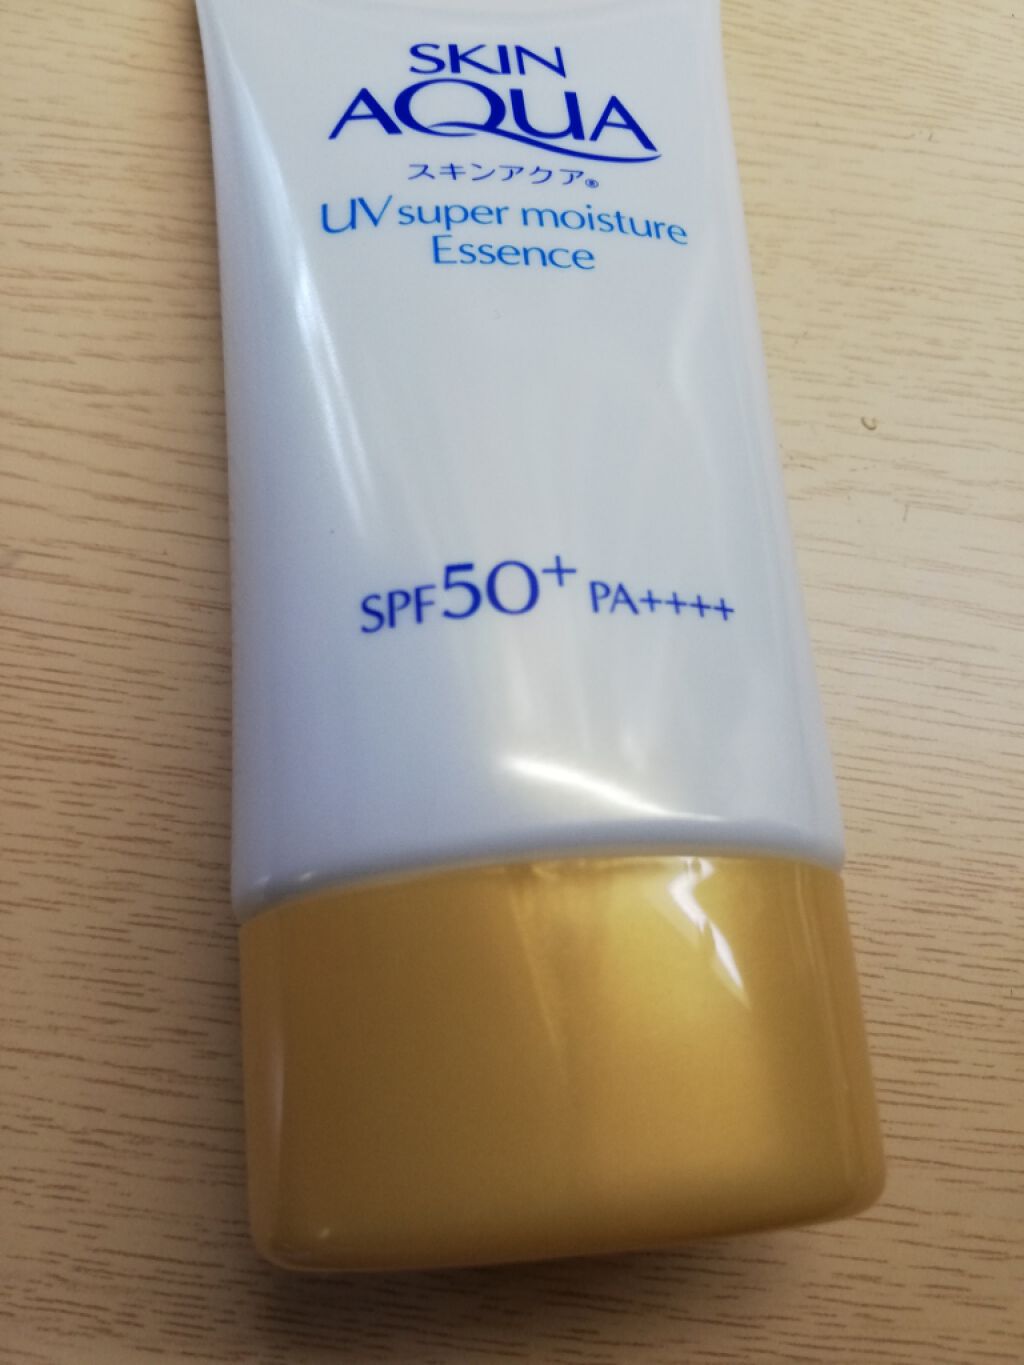 SKIN
AQUA
スキンアクア®
UV super moisture
Essence
SPF50+ PA++++